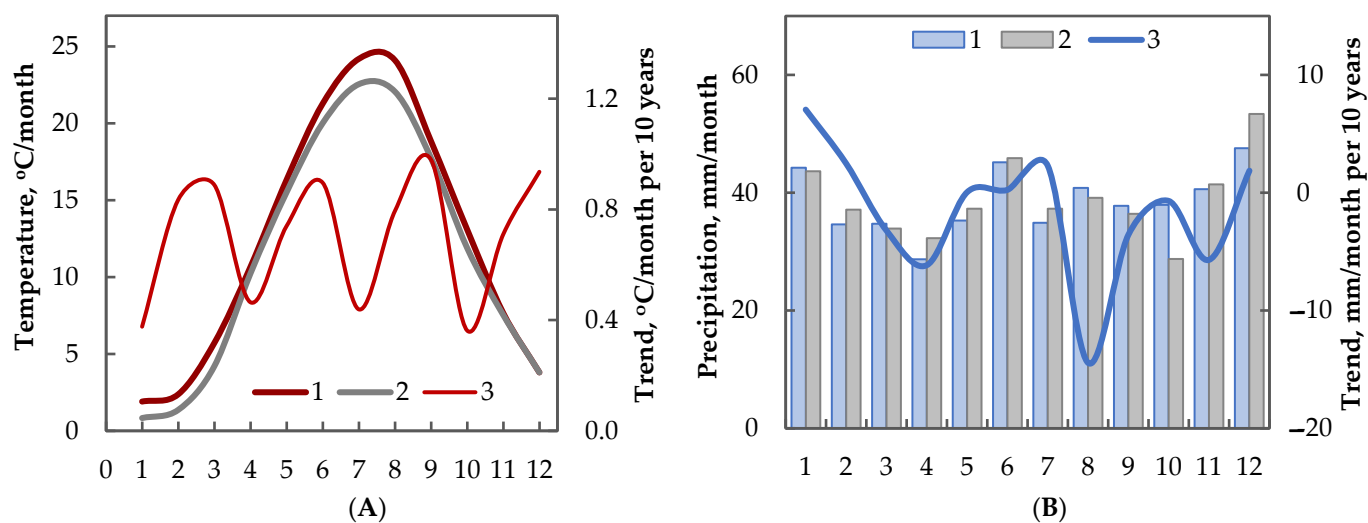 Temperature, °C/month
25
20
15
10
5
0
1.2
0.8
0.4
0.0
Trend, °C/month per 10 years
1 2 3
0 1 2 3 4 5 6 7 8 9 10 11 12
(A)
Precipitation, mm/month
60
40
20
0
10
0
−10
−20
Trend, mm/month per 10 years
1 2 3
1 2 3 4 5 6 7 8 9 10 11 12
(B)